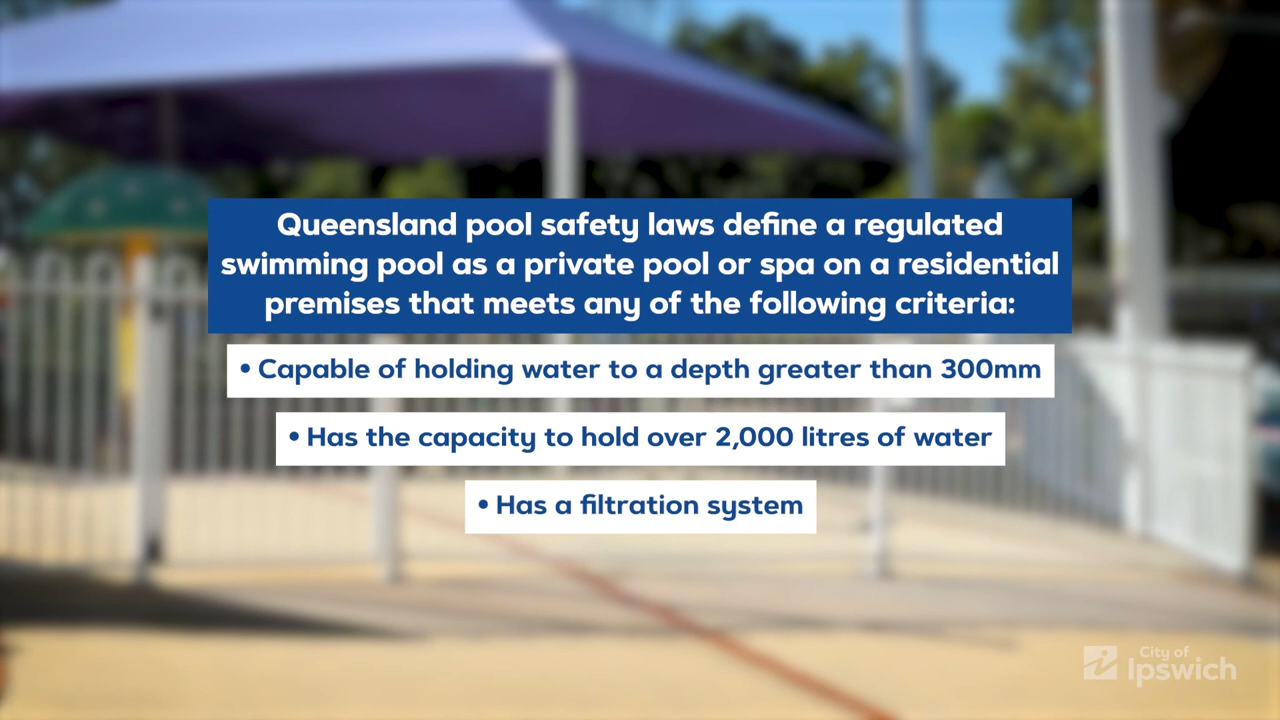 Queensland pool safety laws define a regulated
swimming pool as a private pool or spa on a residential
premises that meets any of the following criteria:
• Capable of holding water to a depth greater than 300mm
• Has the capacity to hold over 2,000 litres of water
• Has a filtration system
City of
Ipswich